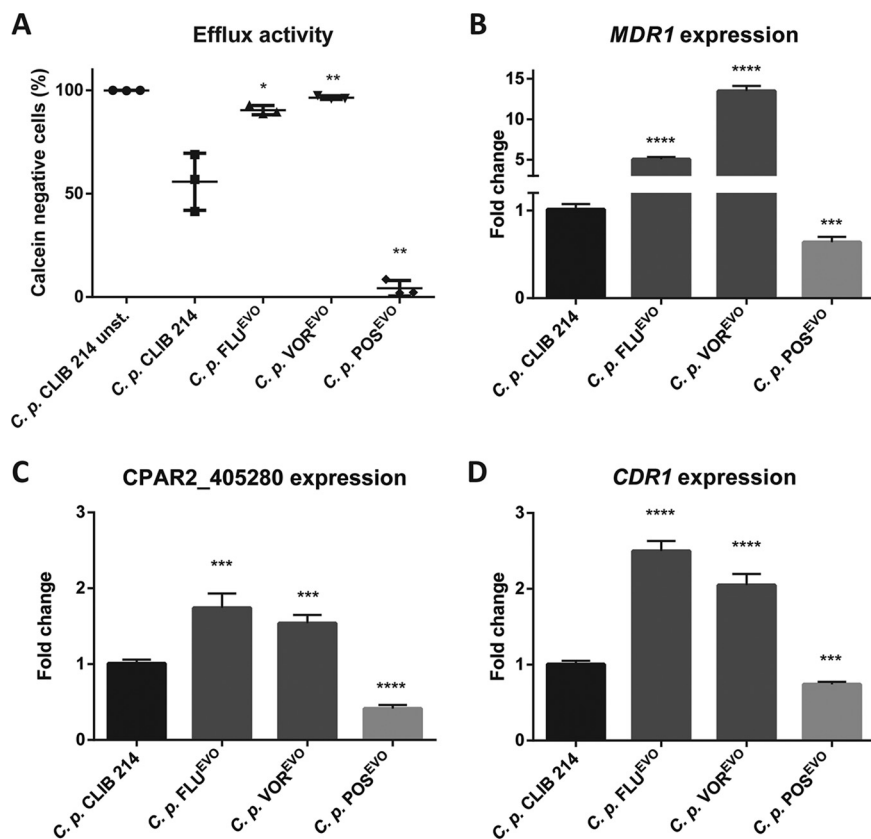 A
Efflux activity
Calcein negative cells (%)
100
50
0
*
**
**
C. p. CLIB 214 unst.
C. p. CLIB 214
C. p. FLUᴱⱽᴼ
C. p. VORᴱⱽᴼ
C. p. POSᴱⱽᴼ
B
MDR1 expression
Fold change
15
10
5
1
0
****
****
***
C. p. CLIB 214
C. p. FLUᴱⱽᴼ
C. p. VORᴱⱽᴼ
C. p. POSᴱⱽᴼ
C
CPAR2_405280 expression
Fold change
3
2
1
0
***
***
****
C. p. CLIB 214
C. p. FLUᴱⱽᴼ
C. p. VORᴱⱽᴼ
C. p. POSᴱⱽᴼ
D
CDR1 expression
Fold change
3
2
1
0
****
****
***
C. p. CLIB 214
C. p. FLUᴱⱽᴼ
C. p. VORᴱⱽᴼ
C. p. POSᴱⱽᴼ